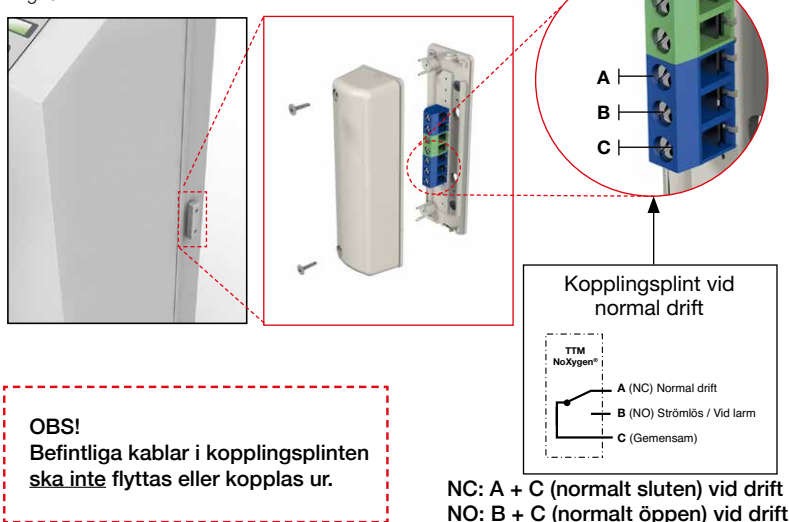 A
B
C
Kopplingsplint vid
normal drift
TTM
NoXygen®
A (NC) Normal drift
B (NO) Strömlös / Vid larm
C (Gemensam)
OBS!
Befintliga kablar i kopplingsplinten
ska inte flyttas eller kopplas ur.
NC: A + C (normalt sluten) vid drift
NO: B + C (normalt öppen) vid drift